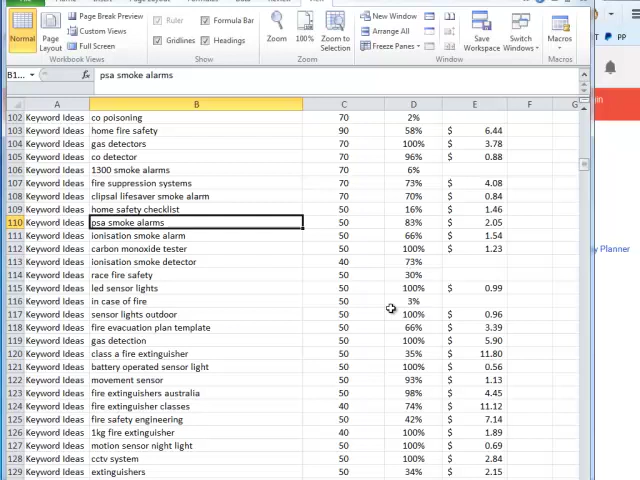 Normal Page Layout Page Break Preview Custom Views Full Screen
Workbook Views
Ruler Formula Bar
Gridlines Headings
Show
Zoom 100% Zoom to Selection
Zoom
New Window
Arrange All
Freeze Panes
Window
Save Workspace Switch Windows
Macros
Macros
B1... fx psa smoke alarms
A B C D E F G
102 Keyword Ideas co poisoning 70 2%
103 Keyword Ideas home fire safety 90 58% $ 6.44
104 Keyword Ideas gas detectors 70 100% $ 3.78
105 Keyword Ideas co detector 70 96% $ 0.88
106 Keyword Ideas 1300 smoke alarms 70 6%
107 Keyword Ideas fire suppression systems 70 73% $ 4.08
108 Keyword Ideas clipsal lifesaver smoke alarm 70 70% $ 0.84
109 Keyword Ideas home safety checklist 50 16% $ 1.46
110 Keyword Ideas psa smoke alarms 50 83% $ 2.05
111 Keyword Ideas ionisation smoke alarm 50 66% $ 1.54
112 Keyword Ideas carbon monoxide tester 50 100% $ 1.23
113 Keyword Ideas ionisation smoke detector 40 73%
114 Keyword Ideas race fire safety 50 30%
115 Keyword Ideas led sensor lights 50 100% $ 0.99
116 Keyword Ideas in case of fire 50 3%
117 Keyword Ideas sensor lights outdoor 50 100% $ 0.96
118 Keyword Ideas fire evacuation plan template 50 66% $ 3.39
119 Keyword Ideas gas detection 50 100% $ 5.90
120 Keyword Ideas class a fire extinguisher 50 35% $ 11.80
121 Keyword Ideas battery operated sensor light 50 100% $ 0.56
122 Keyword Ideas movement sensor 50 93% $ 1.13
123 Keyword Ideas fire extinguishers australia 50 98% $ 4.45
124 Keyword Ideas fire extinguisher classes 40 74% $ 11.12
125 Keyword Ideas fire safety engineering 50 42% $ 7.14
126 Keyword Ideas 1kg fire extinguisher 40 100% $ 1.89
127 Keyword Ideas motion sensor night light 50 100% $ 0.69
128 Keyword Ideas cctv system 50 100% $ 2.84
129 Keyword Ideas extinguishers 50 34% $ 2.15
PP
y Planner